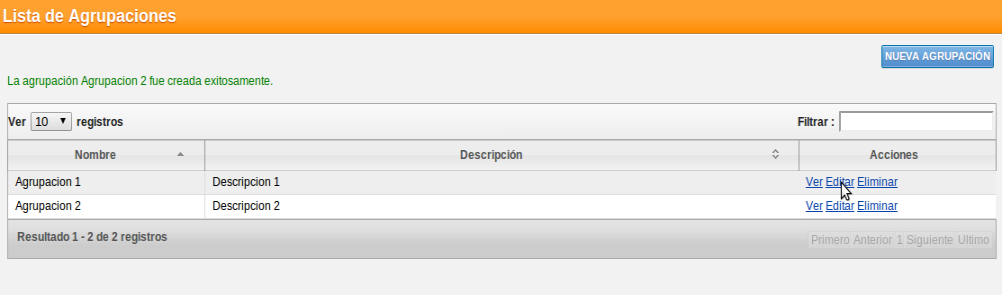 Lista de Agrupaciones
NUEVA AGRUPACIÓN
La agrupación Agrupacion 2 fue creada exitosamente.
Ver 10 registros Filtrar :
Nombre Descripción Acciones
Agrupacion 1 Descripcion 1 Ver Editar Eliminar
Agrupacion 2 Descripcion 2 Ver Editar Eliminar
Resultado 1 - 2 de 2 registros Primero Anterior 1 Siguiente Ultimo